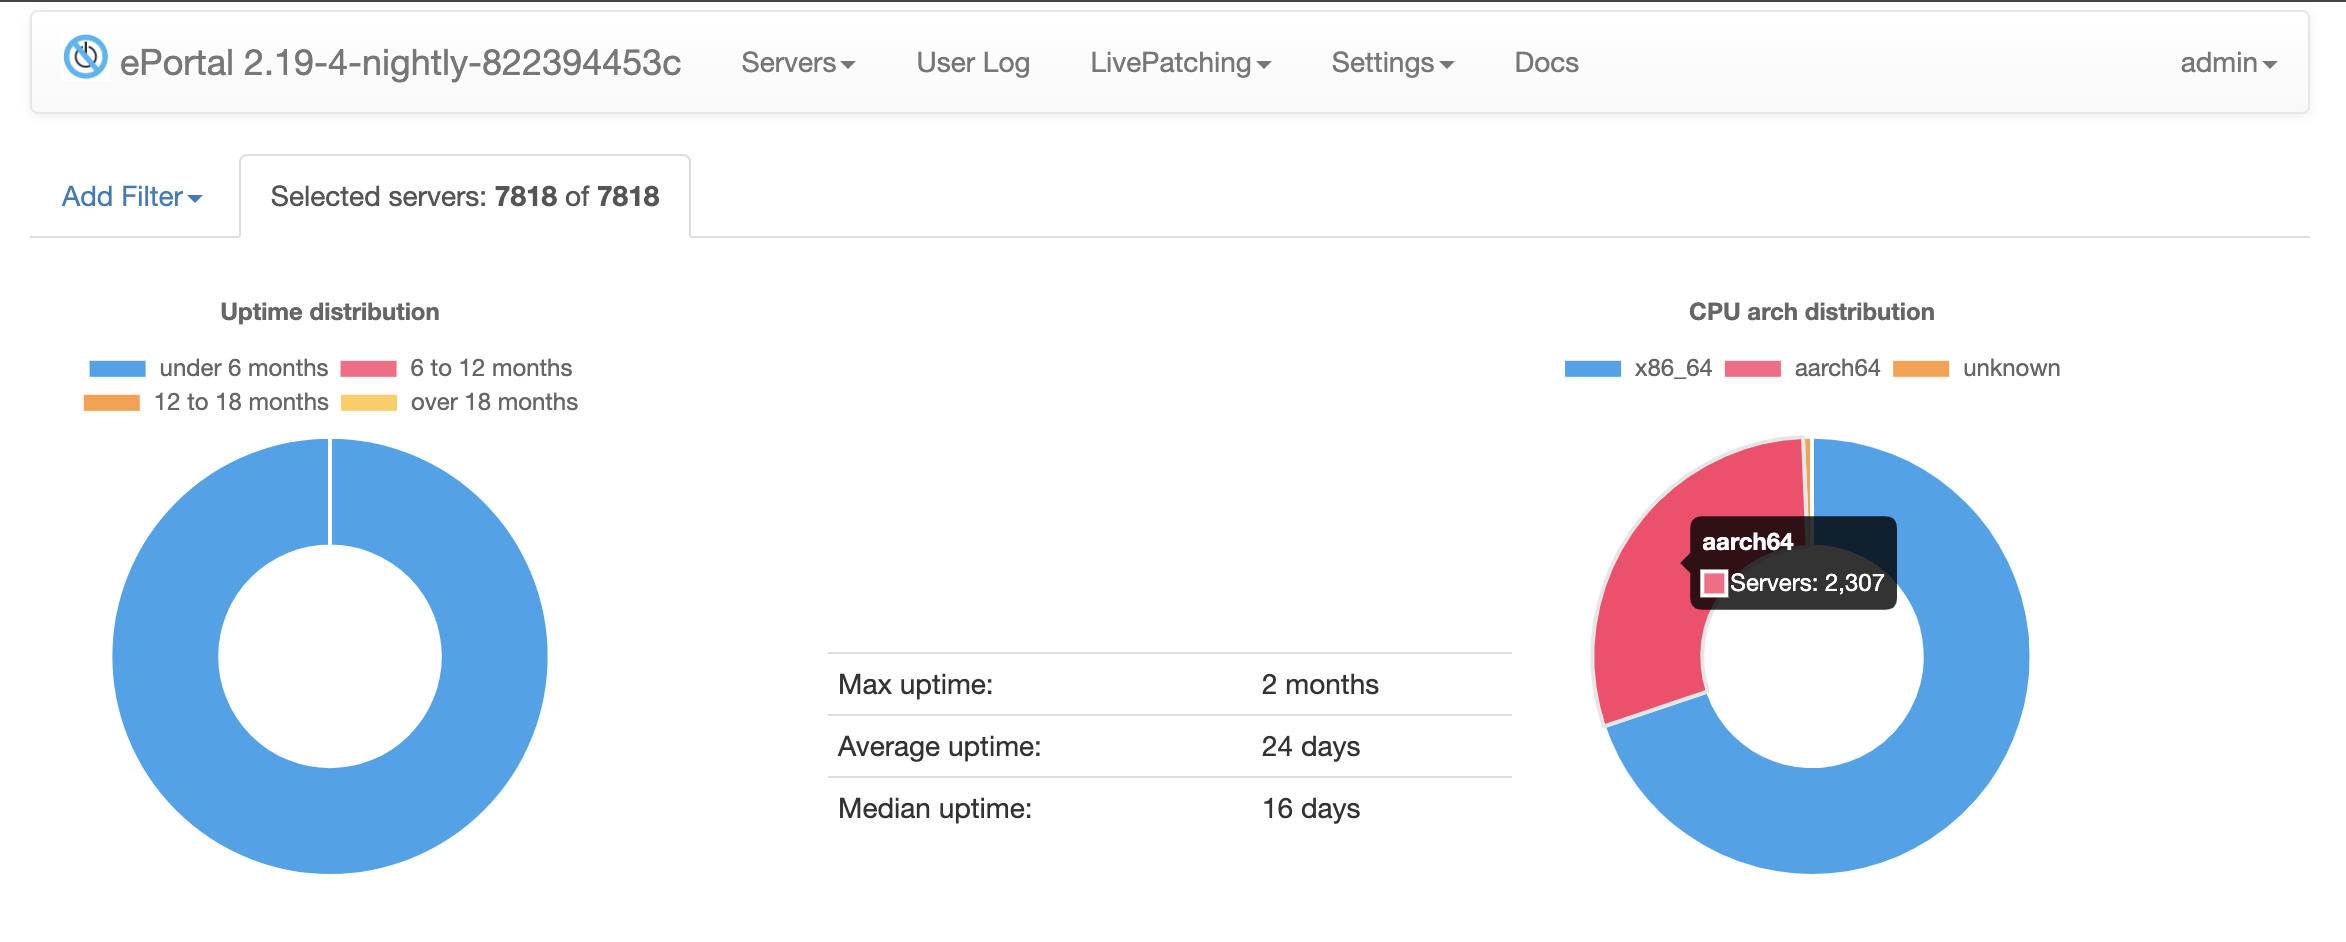 ePortal 2.19-4-nightly-822394453c Servers User Log LivePatching Settings Docs admin
Add Filter Selected servers: 7818 of 7818
Uptime distribution
under 6 months 6 to 12 months
12 to 18 months over 18 months
Max uptime: 2 months
Average uptime: 24 days
Median uptime: 16 days
CPU arch distribution
x86_64 aarch64 unknown
aarch64
Servers: 2,307